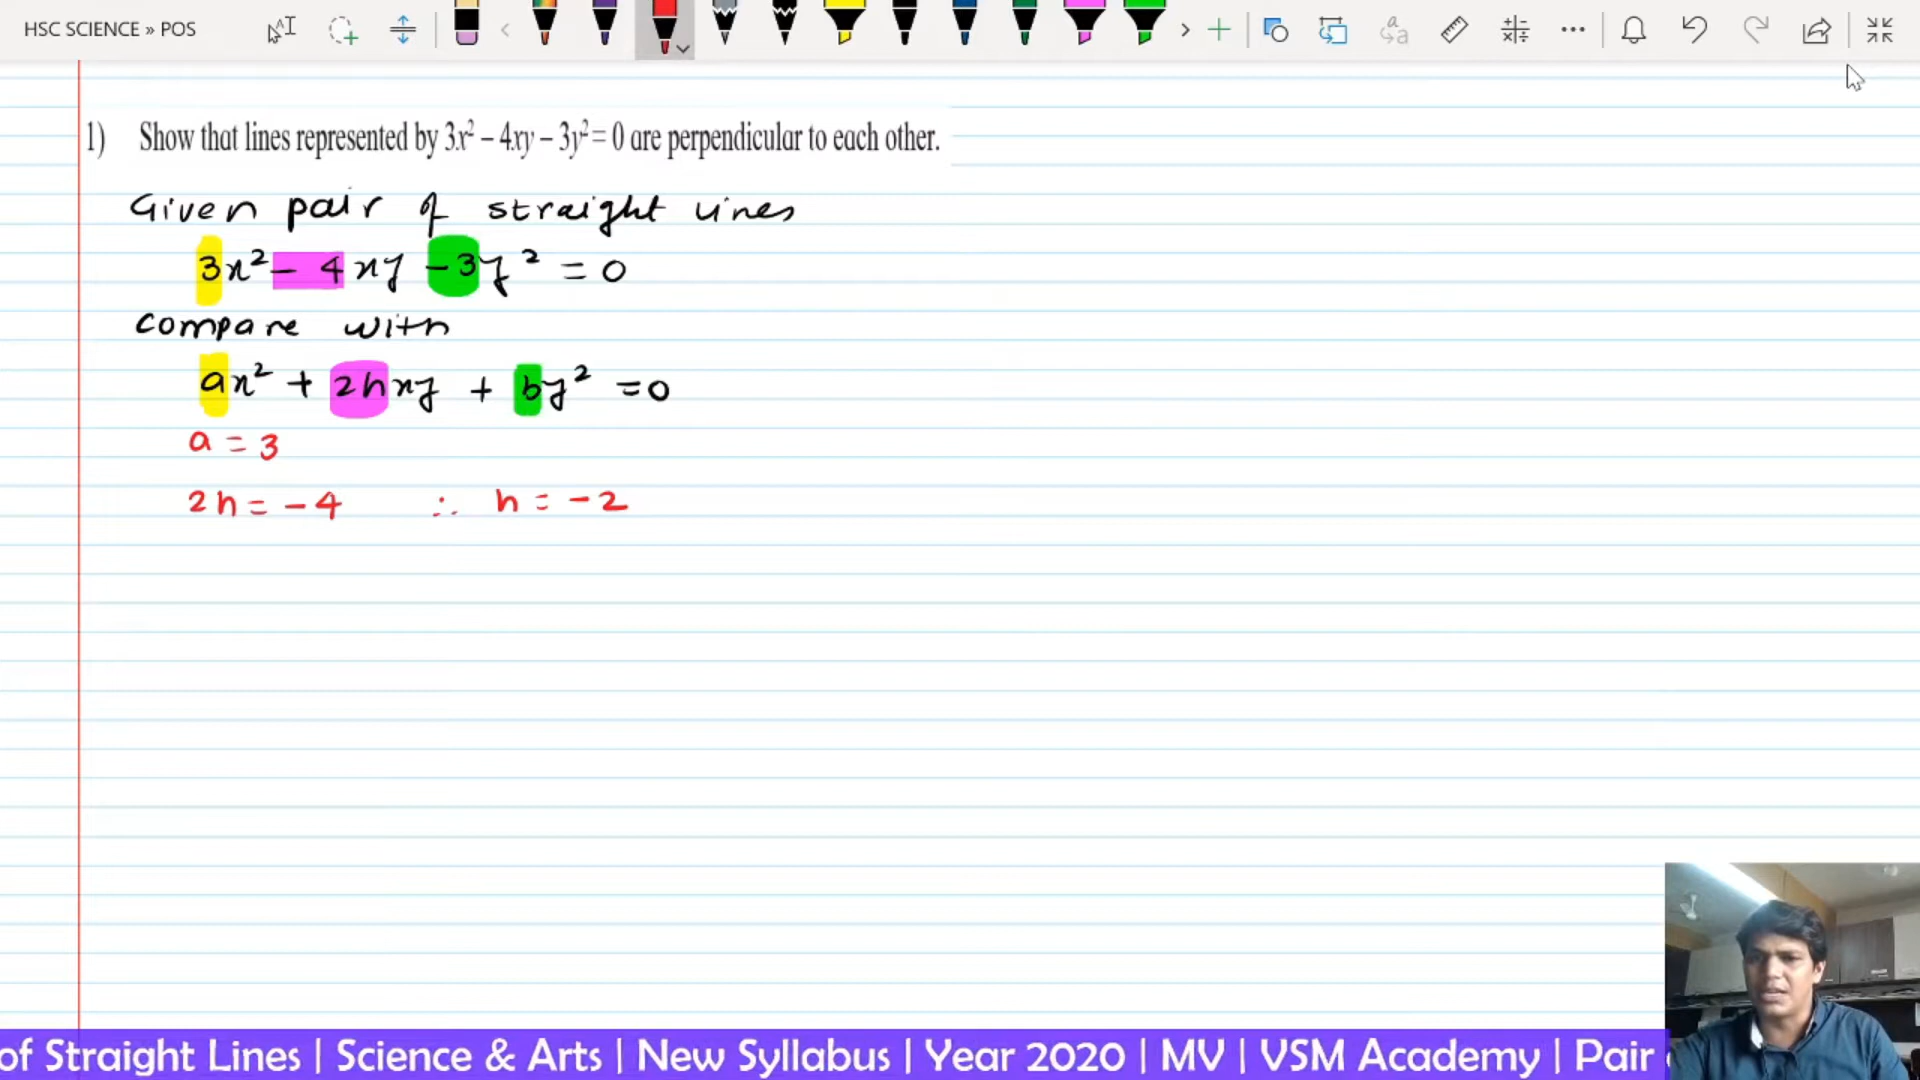 HSC SCIENCE » POS
1) Show that lines represented by 3x² – 4xy – 3y² = 0 are perpendicular to each other.
Given pair of straight lines
3x² – 4xy – 3y² = 0
compare with
ax² + 2hxy + by² = 0
a = 3
2h = – 4 ∴ h = – 2
of Straight Lines | Science & Arts | New Syllabus | Year 2020 | MV | VSM Academy | Pair